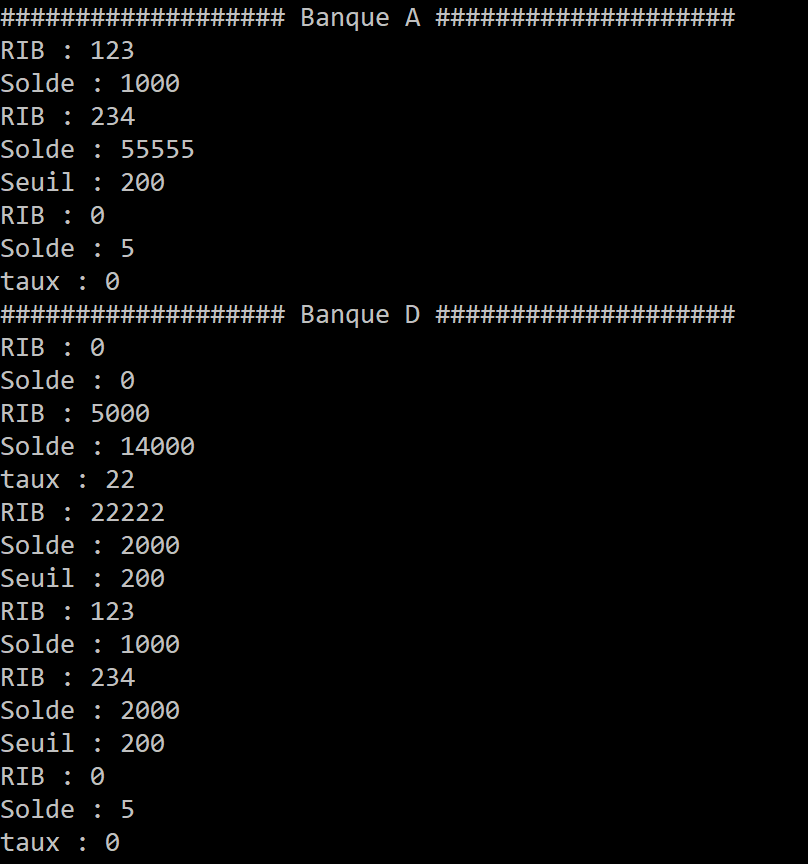 ################### Banque A ####################
RIB : 123
Solde : 1000
RIB : 234
Solde : 55555
Seuil : 200
RIB : 0
Solde : 5
taux : 0
################### Banque D ####################
RIB : 0
Solde : 0
RIB : 5000
Solde : 14000
taux : 22
RIB : 22222
Solde : 2000
Seuil : 200
RIB : 123
Solde : 1000
RIB : 234
Solde : 2000
Seuil : 200
RIB : 0
Solde : 5
taux : 0